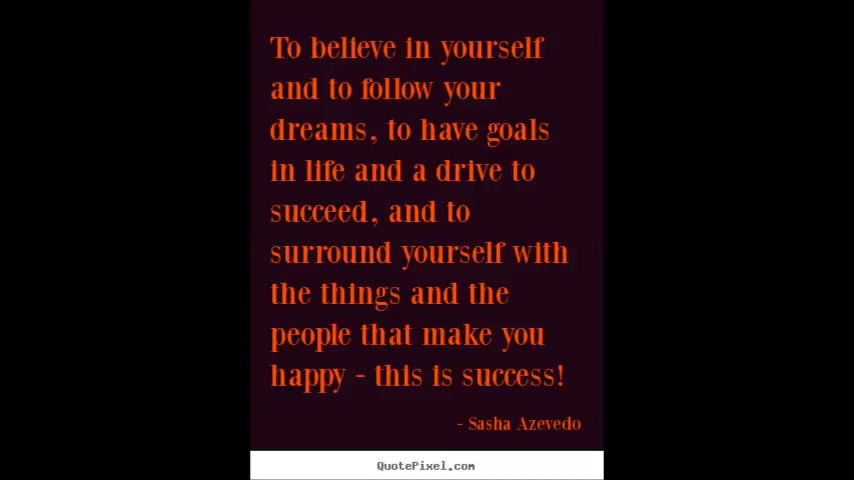 To believe in yourself
and to follow your
dreams, to have goals
in life and a drive to
succeed, and to
surround yourself with
the things and the
people that make you
happy - this is success!
- Sasha Azevedo
QuotePixel.com